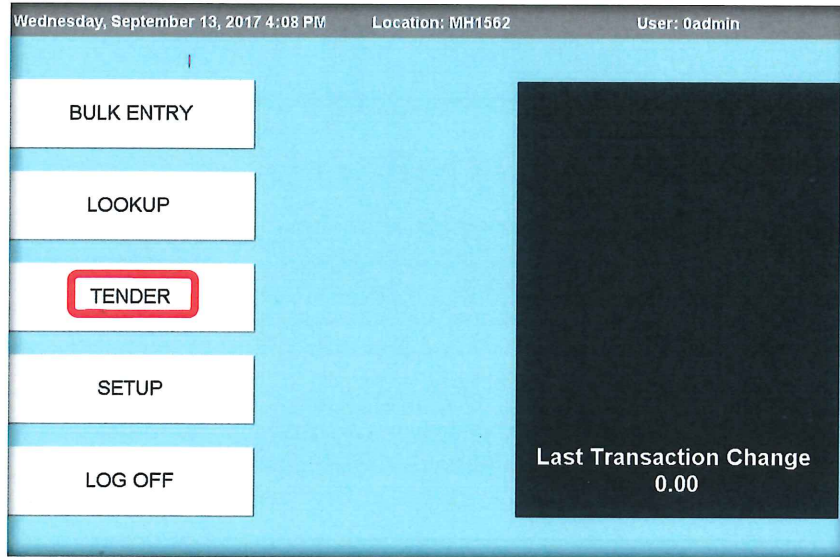 Wednesday, September 13, 2017 4:08 PM Location: MH1562 User: 0admin
BULK ENTRY
LOOKUP
TENDER
SETUP
LOG OFF
Last Transaction Change
0.00